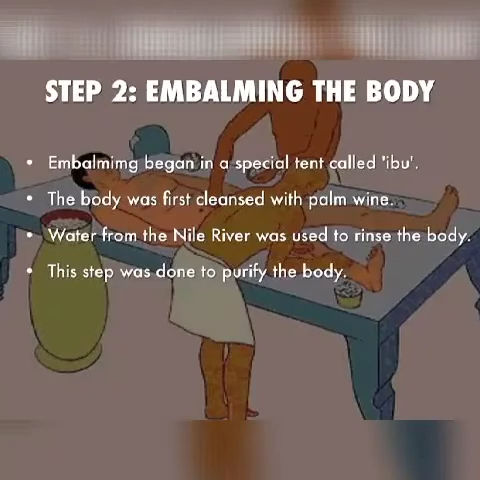 STEP 2: EMBALMING THE BODY
• Embalmimg began in a special tent called 'ibu'.
• The body was first cleansed with palm wine.
• Water from the Nile River was used to rinse the body.
• This step was done to purify the body.